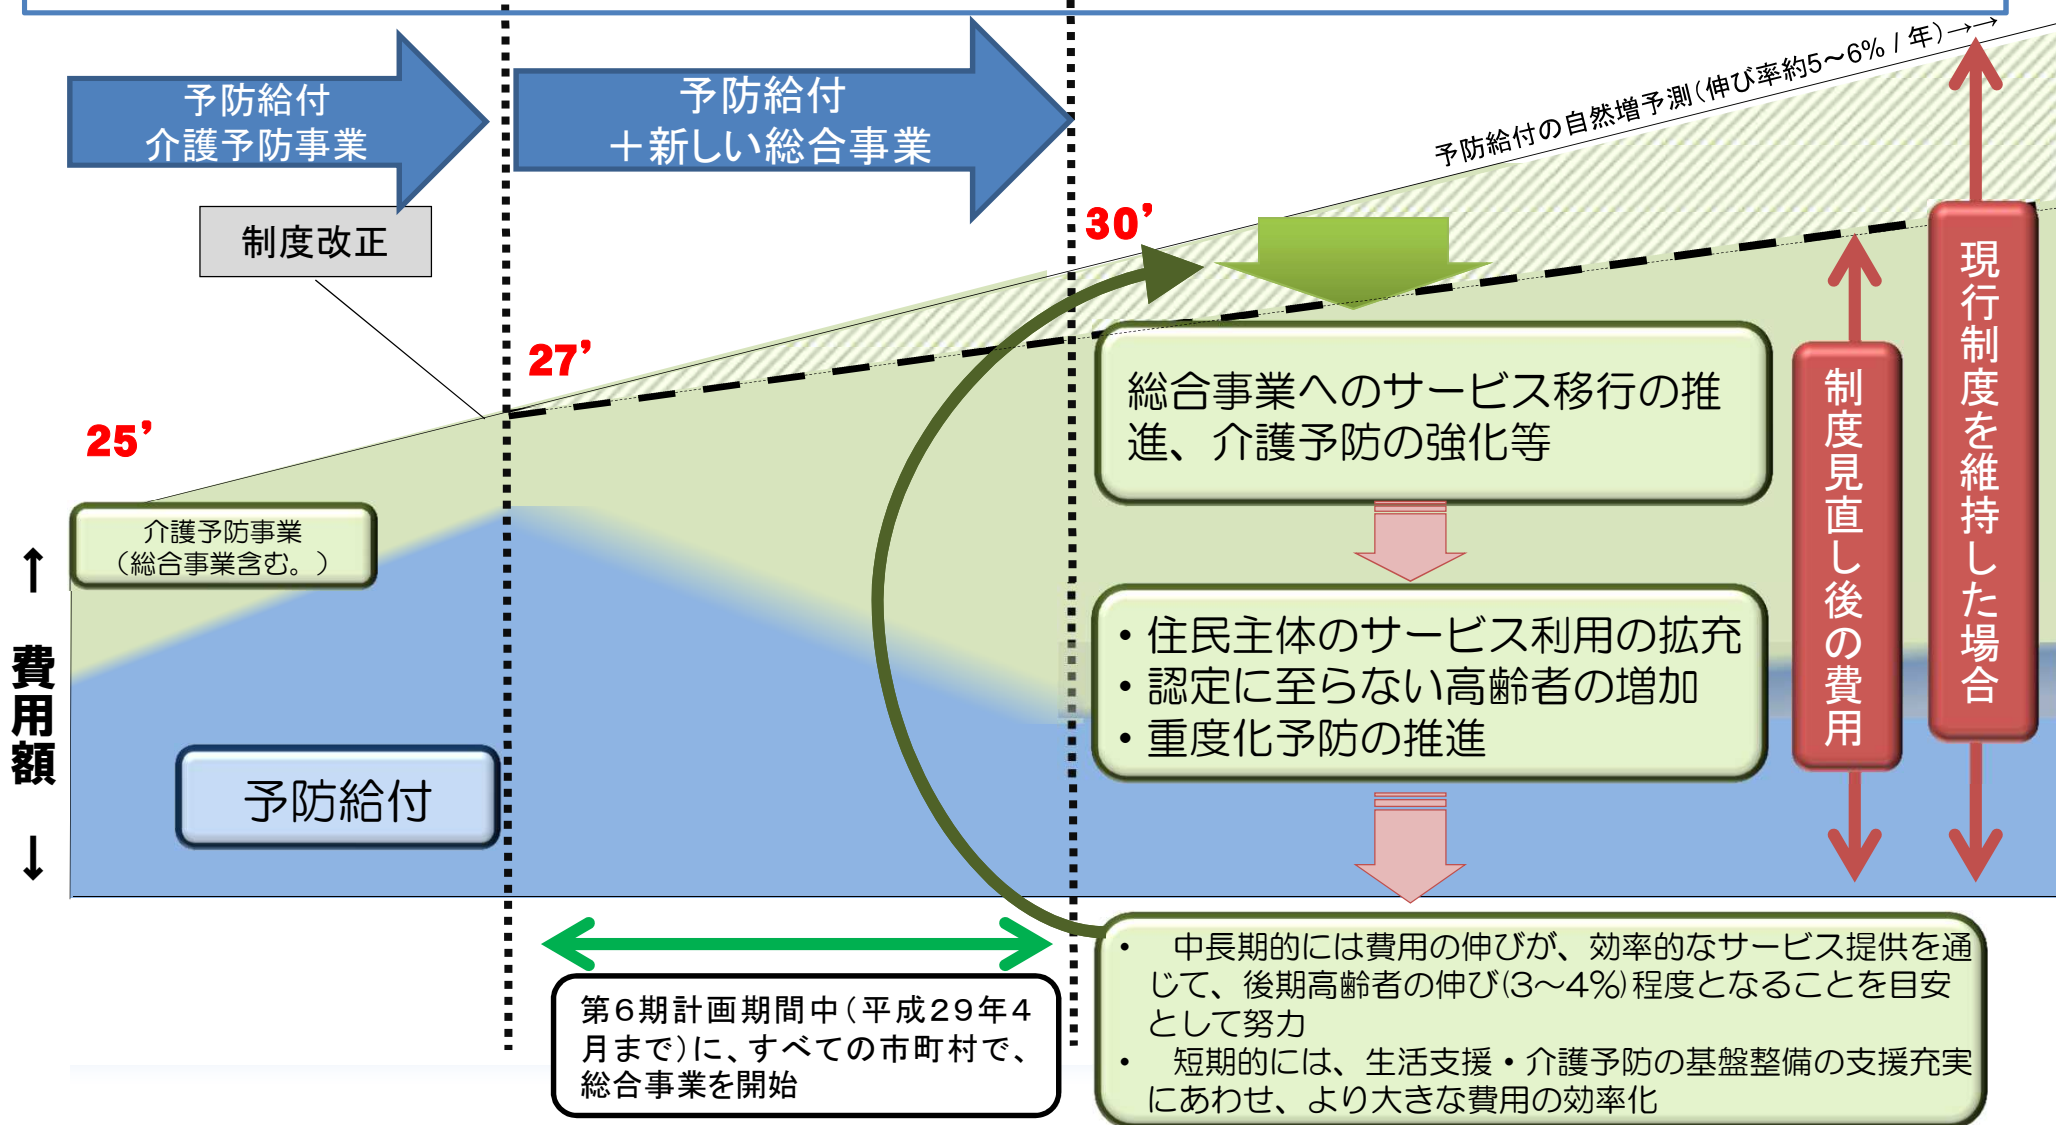 予防給付
介護予防事業
予防給付
＋新しい総合事業
予防給付の自然増予測（伸び率約5～6% / 年）→→
制度改正
25’
27’
30’
介護予防事業
（総合事業含む。）
予防給付
↑
費用額
↓
総合事業へのサービス移行の推
進、介護予防の強化等
・住民主体のサービス利用の拡充
・認定に至らない高齢者の増加
・重度化予防の推進
制度見直し後の費用
現行制度を維持した場合
第6期計画期間中（平成29年4
月まで）に、すべての市町村で、
総合事業を開始
・ 中長期的には費用の伸びが、効率的なサービス提供を通
じて、後期高齢者の伸び(3～4％)程度となることを目安
として努力
・ 短期的には、生活支援・介護予防の基盤整備の支援充実
にあわせ、より大きな費用の効率化